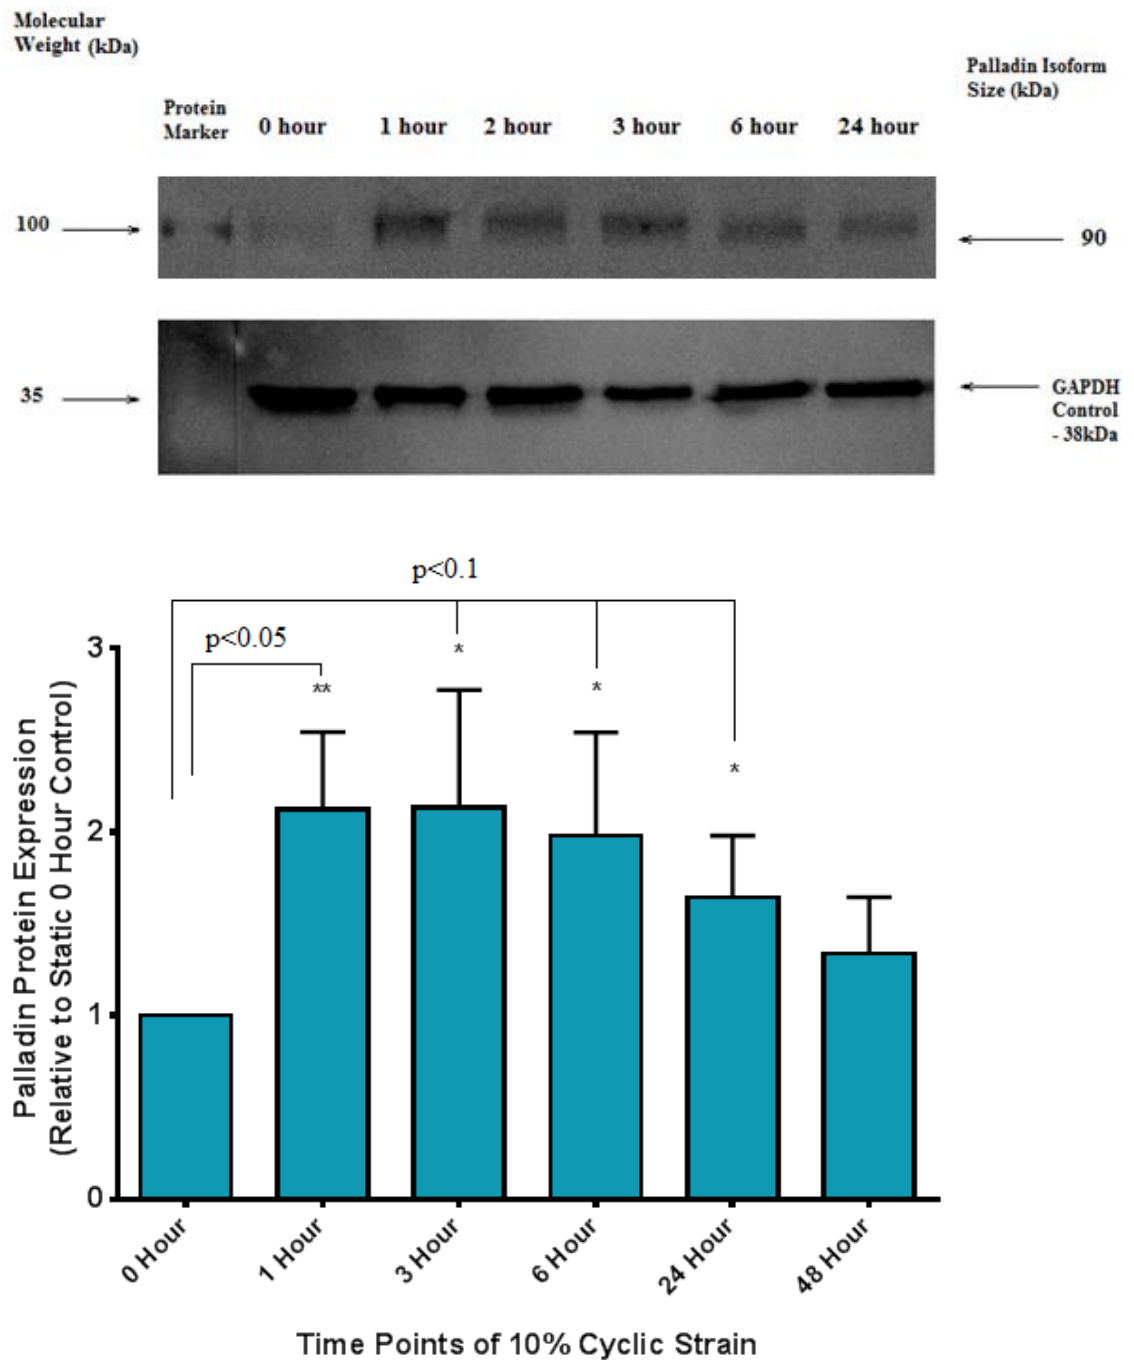 Molecular
Weight (kDa)
Palladin Isoform
Size (kDa)
Protein
Marker
0 hour
1 hour
2 hour
3 hour
6 hour
24 hour
100
90
35
GAPDH
Control
- 38kDa
p<0.1
p<0.05
**
*
*
*
3
2
1
0
Palladin Protein Expression
(Relative to Static 0 Hour Control)
0 Hour
1 Hour
3 Hour
6 Hour
24 Hour
48 Hour
Time Points of 10% Cyclic Strain